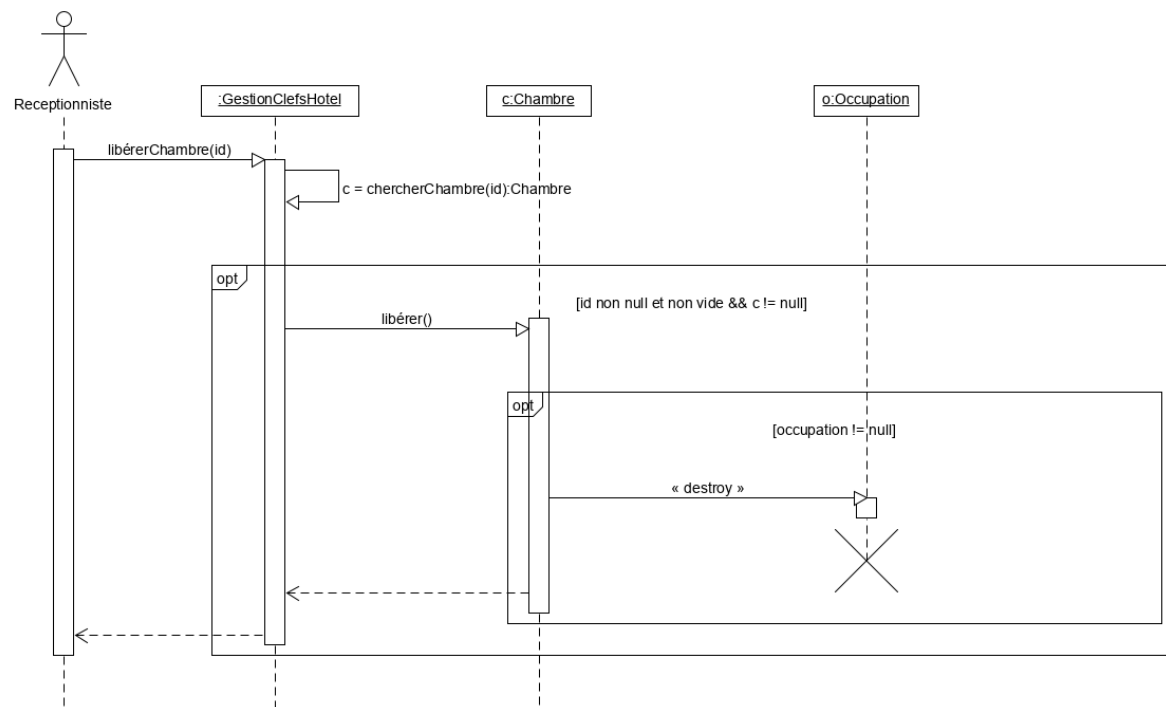 Receptionniste
:GestionClefsHotel
c:Chambre
o:Occupation
libérerChambre(id)
c = chercherChambre(id):Chambre
opt
[id non null et non vide && c != null]
libérer()
opt
[occupation != null]
« destroy »